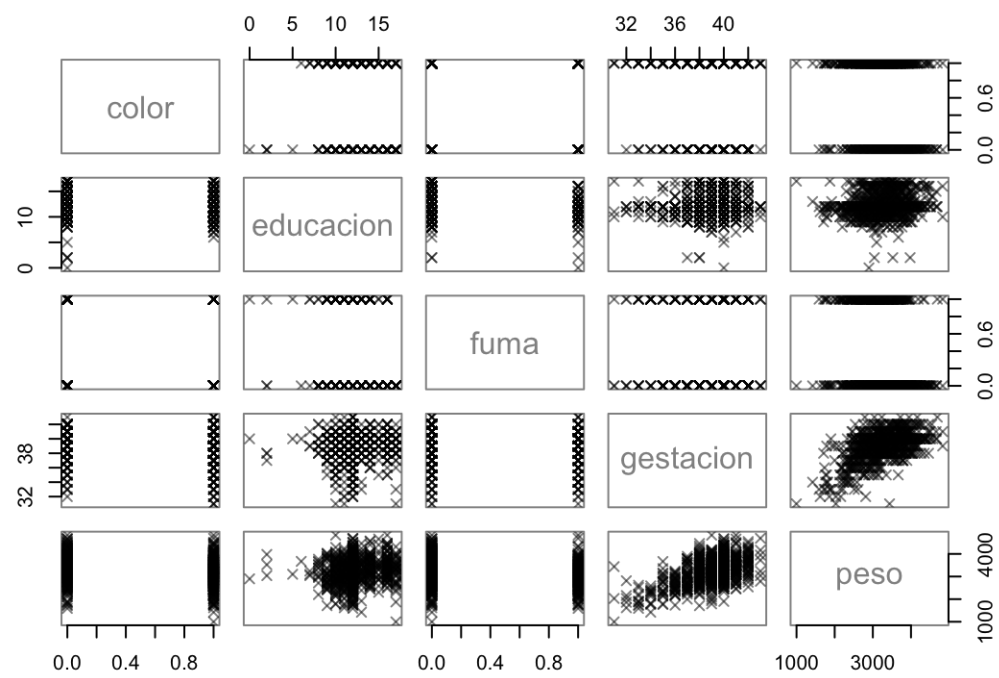 0 5 10 15 32 36 40
color 0.0 0.6
0 10 educacion
fuma 0.0 0.6
32 38 gestacion
peso 1000 4000
0.0 0.4 0.8 0.0 0.4 0.8 1000 3000